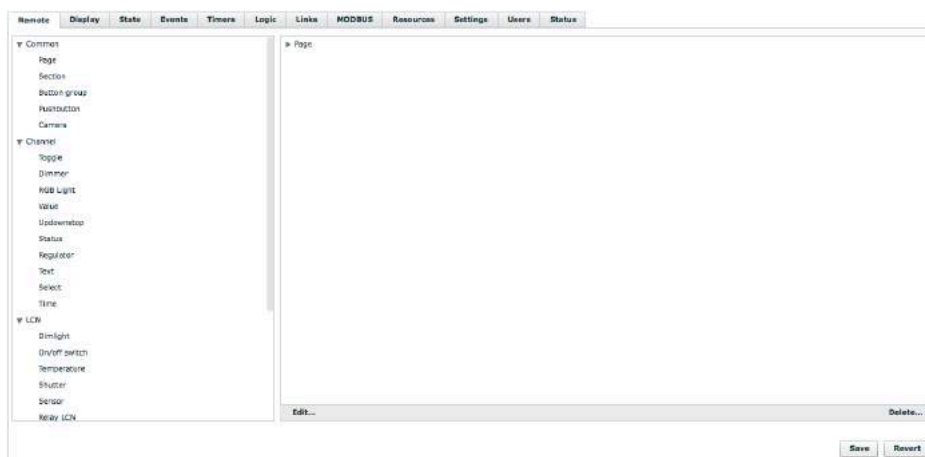 Remote Display State Events Timers Logic Links MODBUS Resources Settings Users Status
Common
Page
Section
Button group
Pushbutton
Camera
Channel
Toggle
Dimmer
RGB Light
Value
Updownstop
Status
Regulator
Text
Select
Time
LCN
Dimlight
On/off switch
Temperature
Shutter
Sensor
Relay LCN
Page
Edit... Delete...
Save Revert